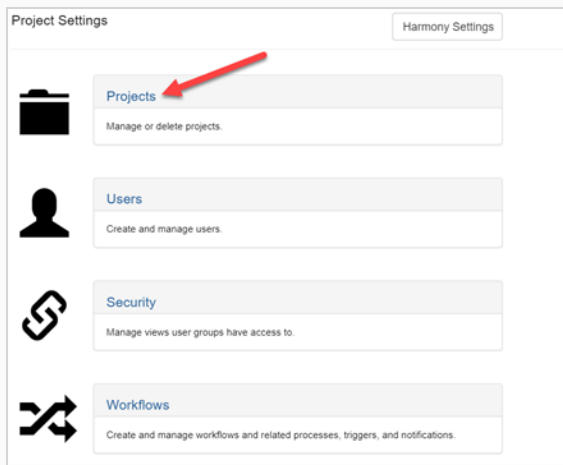 Project Settings
Harmony Settings
Projects
Manage or delete projects.
Users
Create and manage users.
Security
Manage views user groups have access to.
Workflows
Create and manage workflows and related processes, triggers, and notifications.